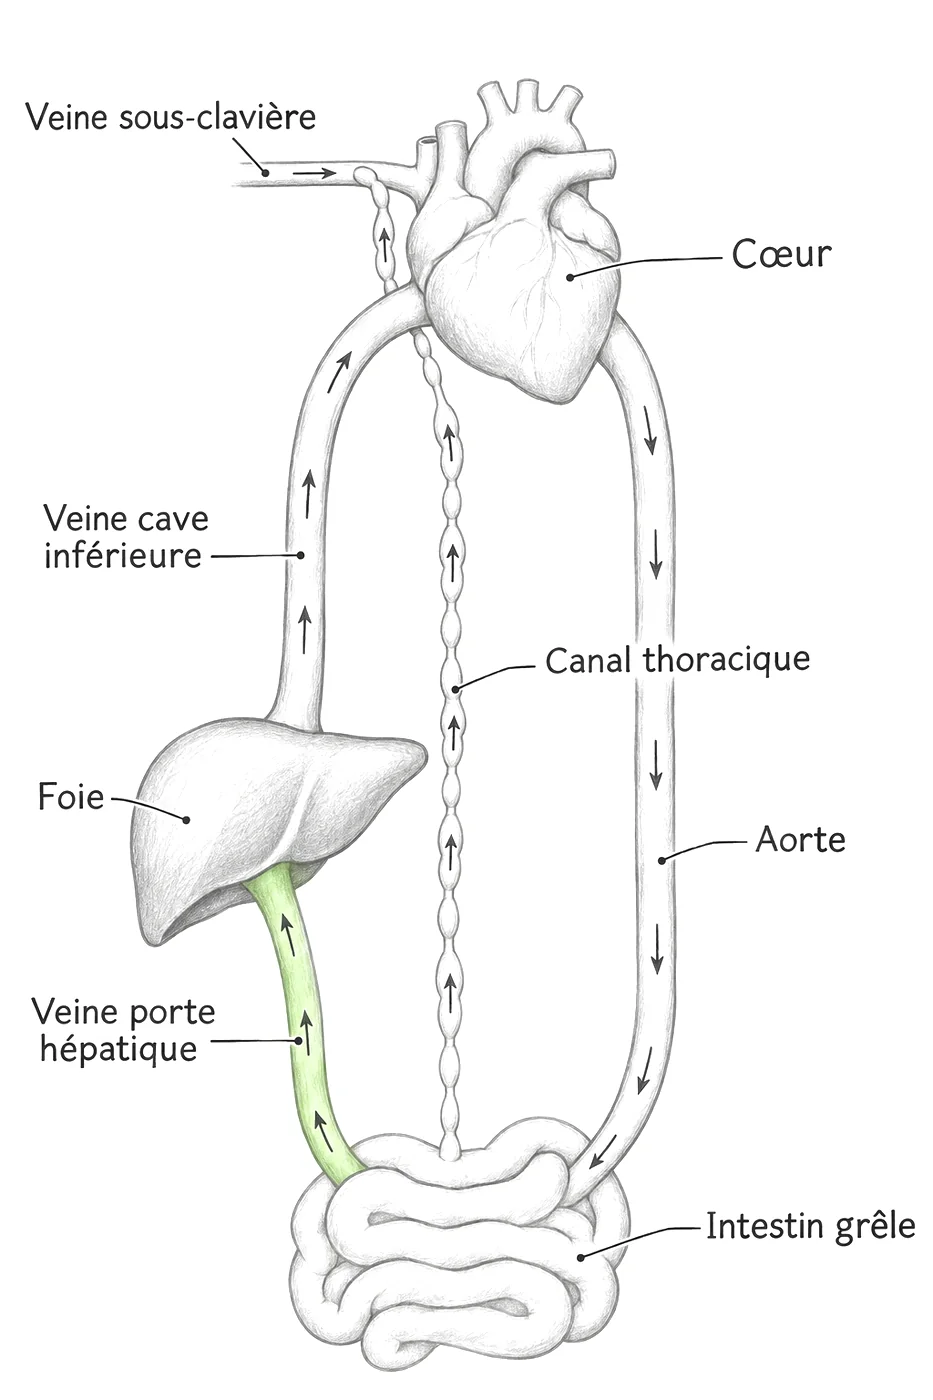 Veine sous-clavière
Cœur
Veine cave
inférieure
Canal thoracique
Foie
Aorte
Veine porte
hépatique
Intestin grêle